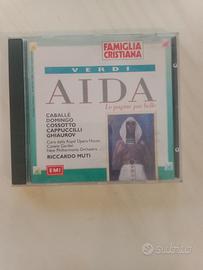 FAMIGLIA
CRISTIANA
VERDI
AIDA
Le pagine più belle
CABALLÉ
DOMINGO
COSSOTTO
CAPPUCCILLI
GHIAUROV
Coro della Royal Opera House,
Covent Garden
New Philharmonia Orchestra
RICCARDO MUTI
EMI
subito.it